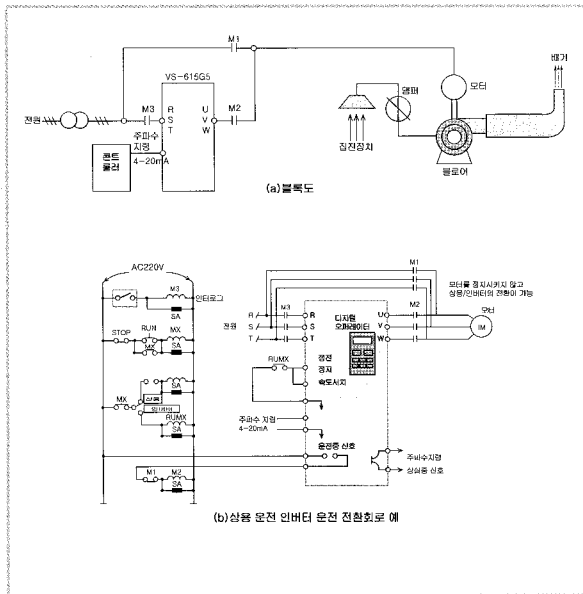 M1
VS-616G5
M3
R
S
T
U
V
W
M2
전원
주파수
지령
4-20mA
콘트
롤러
댐퍼
모터
배기
집진장치
블로어
(a)블록도
AC220V
M3
인터로그
SA
STOP
RUN
MX
MX
SA
SA
MX
상용
인버터
RUMX
SA
M1
M2
SA
M1
모터를 정지시키지 않고
상용/인버터의 전환이 가능
M2
모터
IM
전원
R
S
T
M3
R
S
T
디지털
오퍼레이터
U
V
W
RUMX
정전
정지
속도서치
주파수 지령
4-20mA
운전중 신호
주파수지령
상실중 신호
(b)상용 운전 인버터 운전 전환회로 예